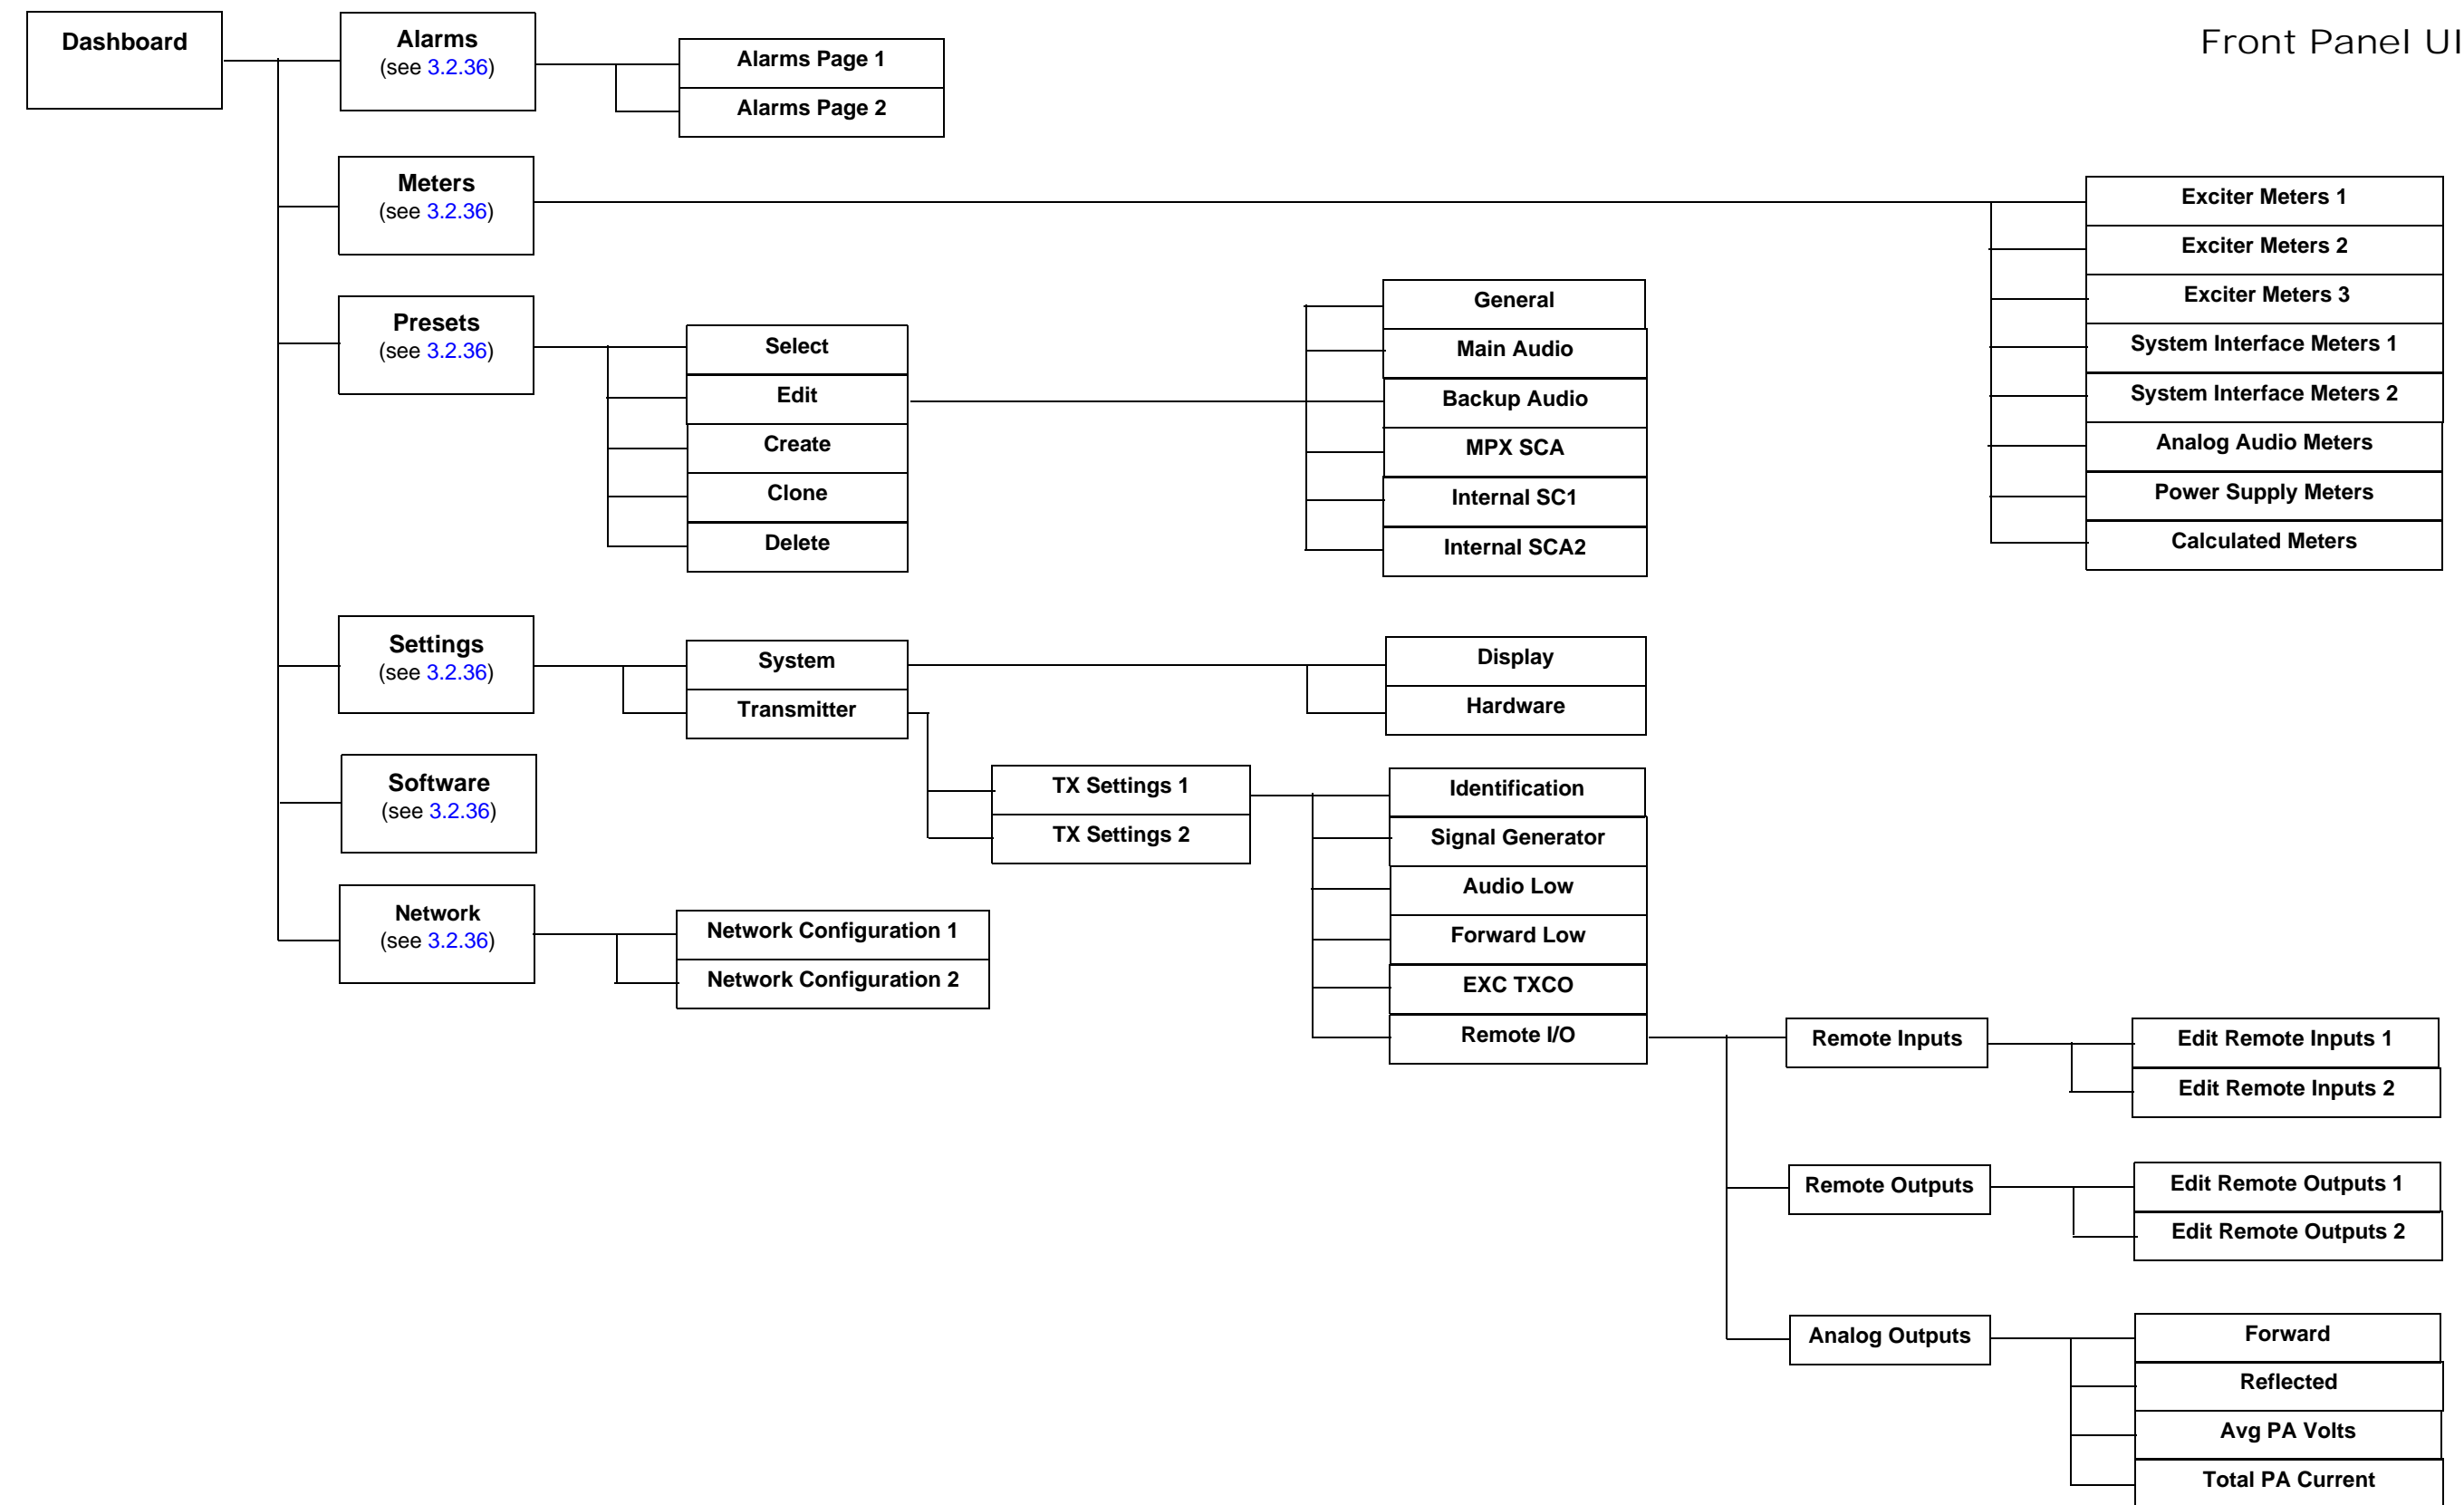 Front Panel UI
Dashboard
Alarms
(see 3.2.36)
Alarms Page 1
Alarms Page 2
Meters
(see 3.2.36)
Exciter Meters 1
Exciter Meters 2
Exciter Meters 3
System Interface Meters 1
System Interface Meters 2
Analog Audio Meters
Power Supply Meters
Calculated Meters
Presets
(see 3.2.36)
Select
Edit
Create
Clone
Delete
General
Main Audio
Backup Audio
MPX SCA
Internal SC1
Internal SCA2
Settings
(see 3.2.36)
System
Transmitter
Display
Hardware
TX Settings 1
TX Settings 2
Identification
Signal Generator
Audio Low
Forward Low
EXC TXCO
Remote I/O
Software
(see 3.2.36)
Network
(see 3.2.36)
Network Configuration 1
Network Configuration 2
Remote Inputs
Edit Remote Inputs 1
Edit Remote Inputs 2
Remote Outputs
Edit Remote Outputs 1
Edit Remote Outputs 2
Analog Outputs
Forward
Reflected
Avg PA Volts
Total PA Current